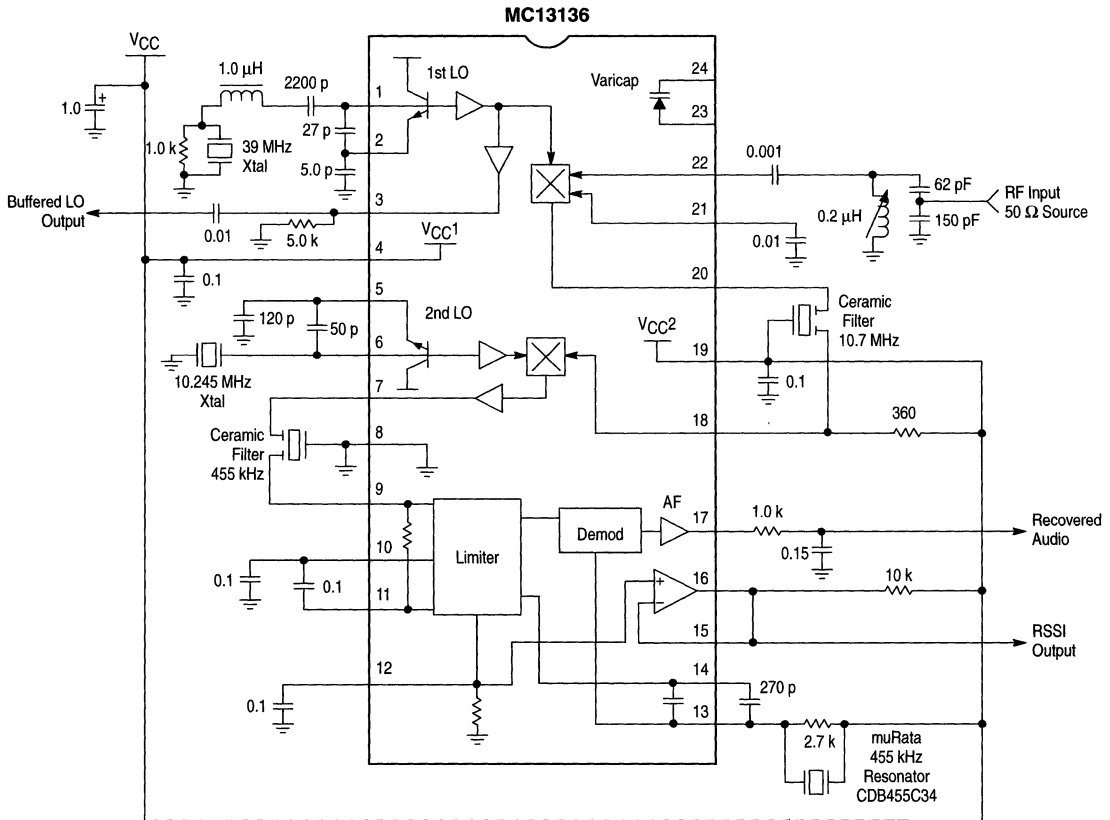 MC13136
VCC
1.0
+
1.0 µH
2200 p
1.0 k
39 MHz
Xtal
27 p
5.0 p
1
2
1st LO
Varicap
24
23
22
0.001
62 pF
150 pF
RF Input
50 Ω Source
0.2 µH
21
0.01
Buffered LO
Output
0.01
5.0 k
3
VCC1
4
0.1
20
Ceramic
Filter
10.7 MHz
5
2nd LO
120 p
50 p
6
10.245 MHz
Xtal
7
VCC2
19
0.1
18
360
Ceramic
Filter
455 kHz
8
9
10
11
0.1
0.1
Limiter
Demod
AF
17
1.0 k
0.15
Recovered
Audio
+
−
16
10 k
15
RSSI
Output
12
0.1
14
270 p
13
2.7 k
muRata
455 kHz
Resonator
CDB455C34